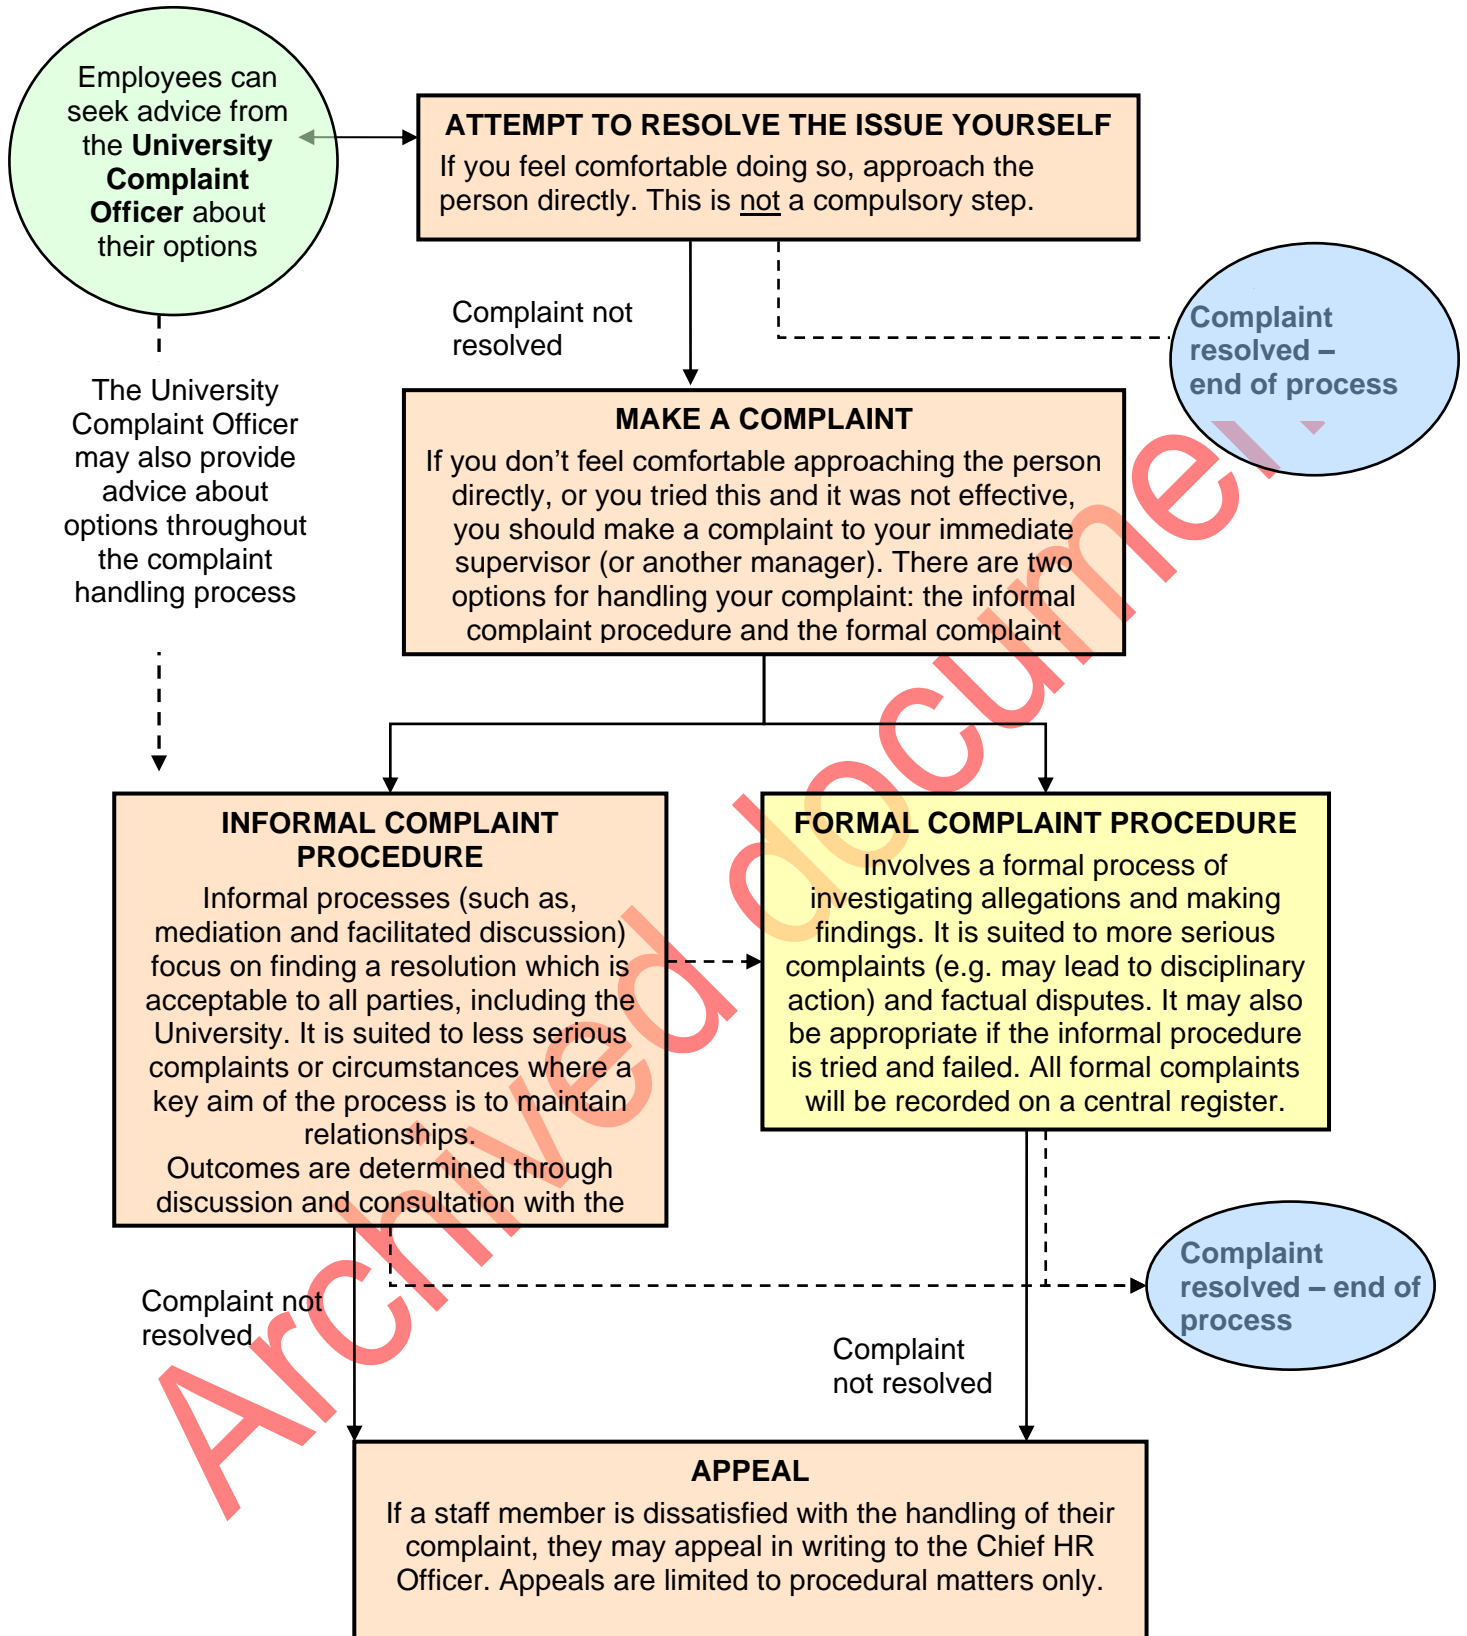 Employees can
seek advice from
the University
Complaint
Officer about
their options
ATTEMPT TO RESOLVE THE ISSUE YOURSELF
If you feel comfortable doing so, approach the
person directly. This is not a compulsory step.
Complaint not
resolved
Complaint
resolved –
end of process
The University
Complaint Officer
may also provide
advice about
options throughout
the complaint
handling process
MAKE A COMPLAINT
If you don’t feel comfortable approaching the person
directly, or you tried this and it was not effective,
you should make a complaint to your immediate
supervisor (or another manager). There are two
options for handling your complaint: the informal
complaint procedure and the formal complaint
INFORMAL COMPLAINT
PROCEDURE
Informal processes (such as,
mediation and facilitated discussion)
focus on finding a resolution which is
acceptable to all parties, including the
University. It is suited to less serious
complaints or circumstances where a
key aim of the process is to maintain
relationships.
Outcomes are determined through
discussion and consultation with the
FORMAL COMPLAINT PROCEDURE
Involves a formal process of
investigating allegations and making
findings. It is suited to more serious
complaints (e.g. may lead to disciplinary
action) and factual disputes. It may also
be appropriate if the informal procedure
is tried and failed. All formal complaints
will be recorded on a central register.
Complaint not
resolved
Complaint
resolved – end of
process
Complaint
not resolved
APPEAL
If a staff member is dissatisfied with the handling of their
complaint, they may appeal in writing to the Chief HR
Officer. Appeals are limited to procedural matters only.
Archived document